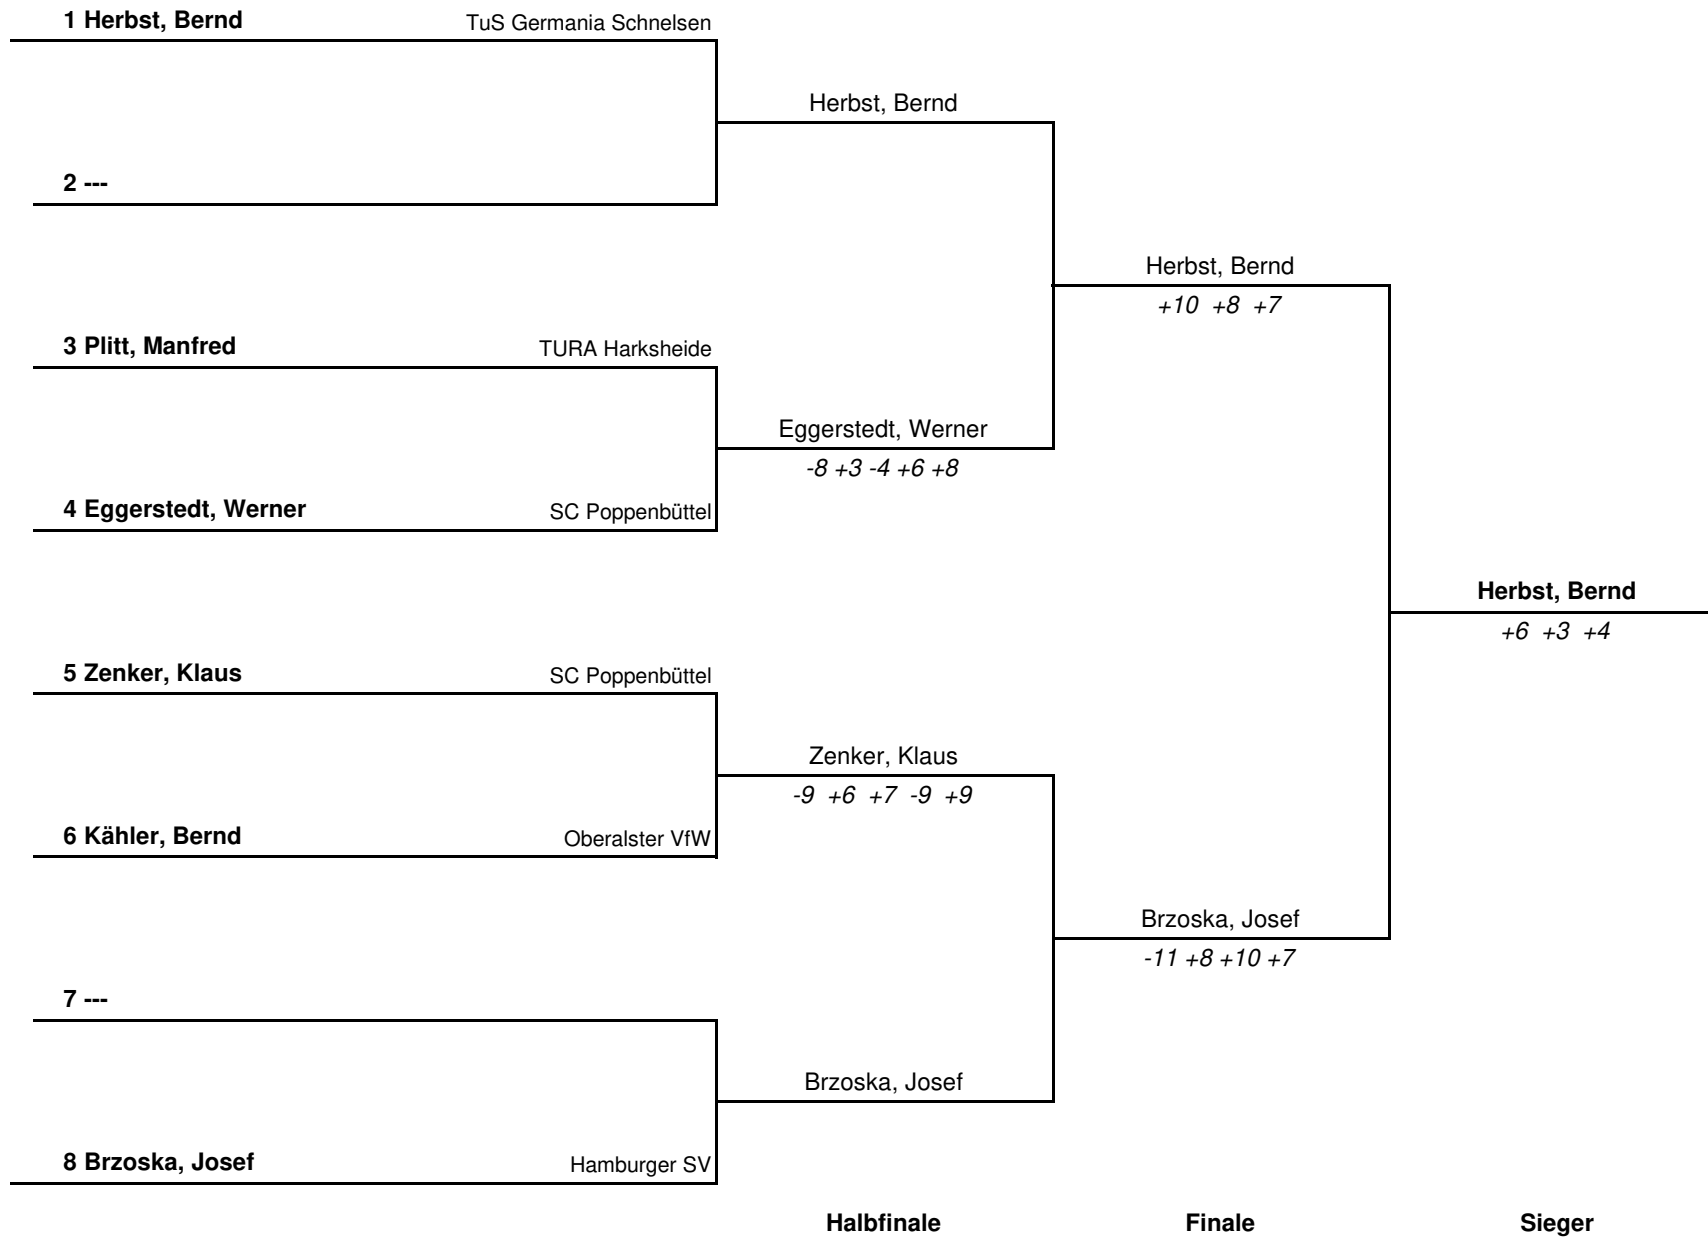 1 Herbst, Bernd TuS Germania Schnelsen
Herbst, Bernd
2 ---
Herbst, Bernd
+10 +8 +7
3 Plitt, Manfred TURA Harksheide
Eggerstedt, Werner
-8 +3 -4 +6 +8
4 Eggerstedt, Werner SC Poppenbüttel
Herbst, Bernd
+6 +3 +4
5 Zenker, Klaus SC Poppenbüttel
Zenker, Klaus
-9 +6 +7 -9 +9
6 Kähler, Bernd Oberalster VfW
Brzoska, Josef
-11 +8 +10 +7
7 ---
Brzoska, Josef
8 Brzoska, Josef Hamburger SV
Halbfinale Finale Sieger